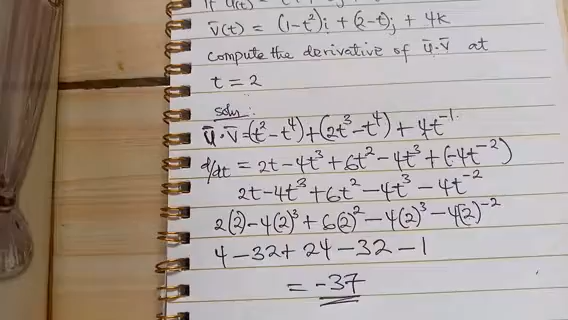 If u(t) =
v̅(t) = (1-t²)i + (2-t)j + 4k
compute the derivative of u̅.v̅ at
t = 2
soln:
u̅.v̅=(t²-t⁴)+(2t³-t⁴)+4t⁻¹
d/dt = 2t-4t³+6t²-4t³+(-4t⁻²)
2t-4t³+6t²-4t³-4t⁻²
2(2)-4(2)³+6(2)²-4(2)³-4(2)⁻²
4-32+24-32-1
= -37